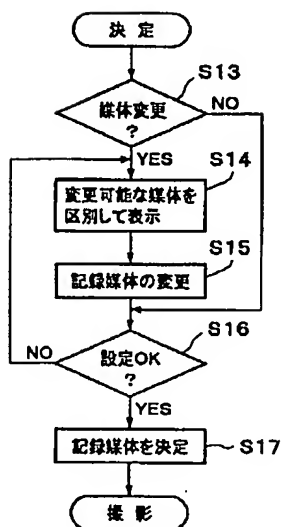 決定
S13
媒体変更
?
NO
YES
S14
変更可能な媒体を
区別して表示
S15
記録媒体の変更
S16
NO
設定OK
?
YES
記録媒体を決定
S17
撮影